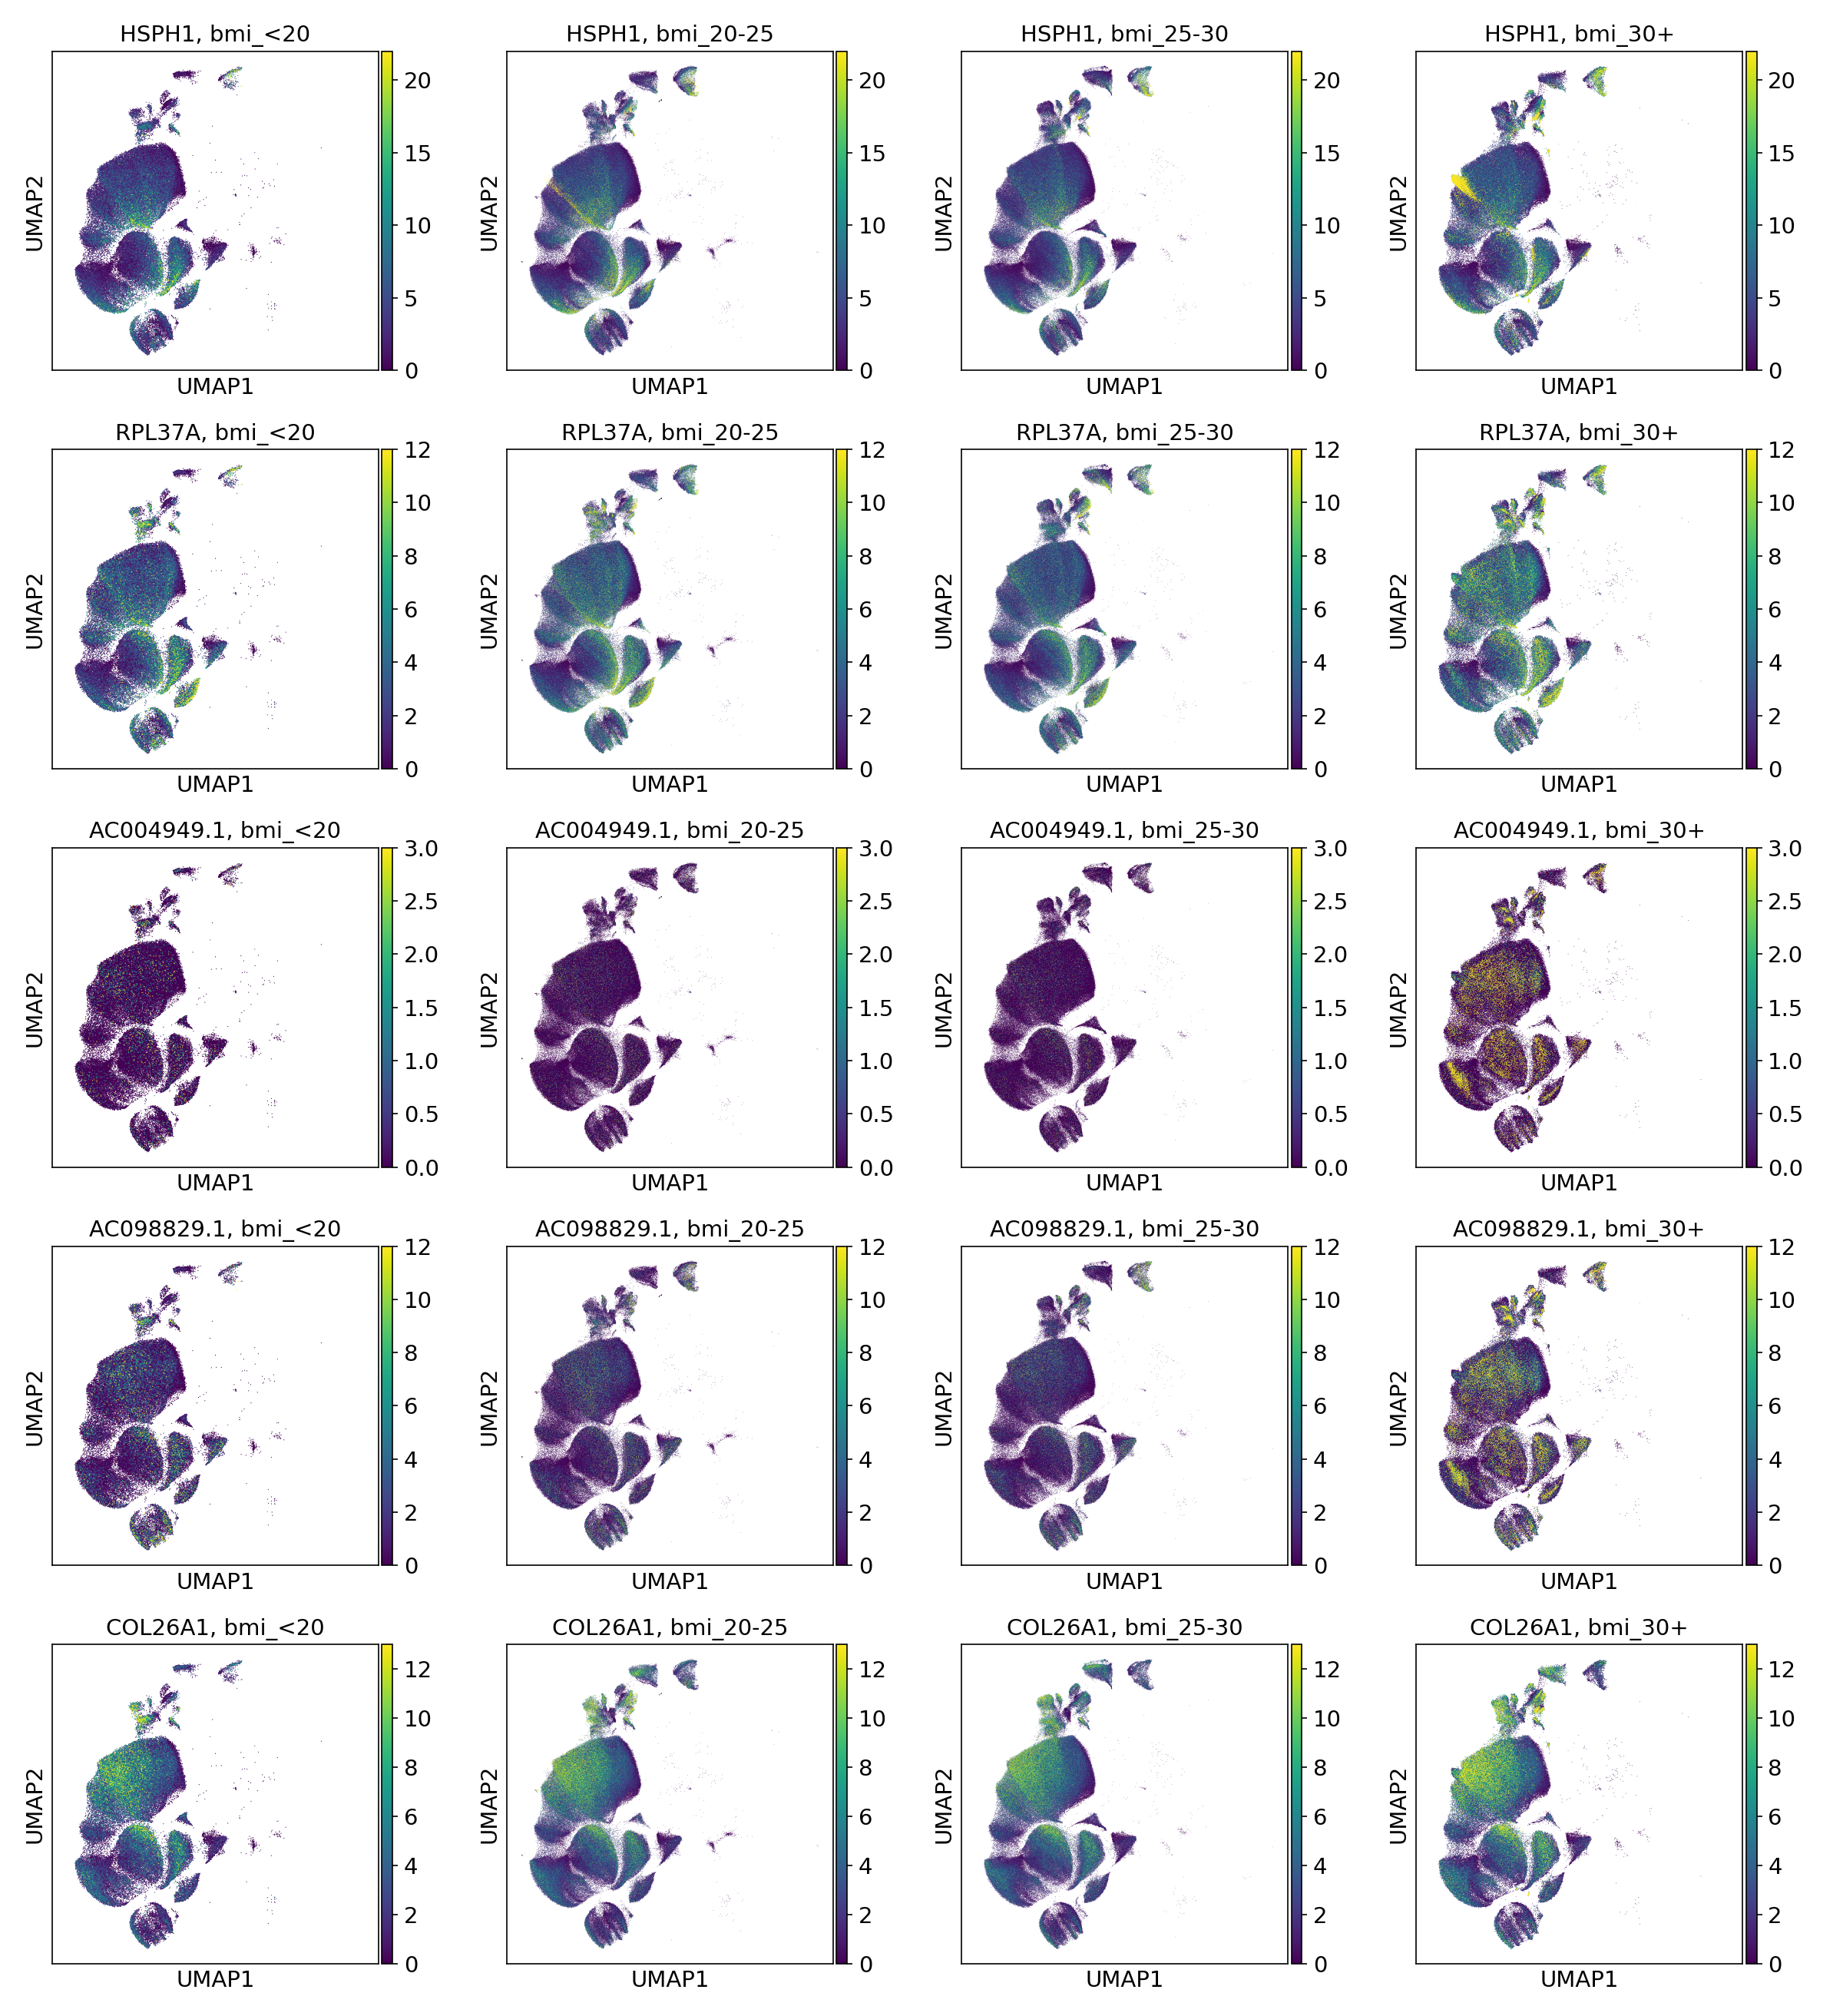 HSPH1, bmi_<20
HSPH1, bmi_20-25
HSPH1, bmi_25-30
HSPH1, bmi_30+
UMAP2
20
15
10
5
0
UMAP1
UMAP2
20
15
10
5
0
UMAP1
UMAP2
20
15
10
5
0
UMAP1
UMAP2
20
15
10
5
0
UMAP1
RPL37A, bmi_<20
RPL37A, bmi_20-25
RPL37A, bmi_25-30
RPL37A, bmi_30+
UMAP2
12
10
8
6
4
2
0
UMAP1
UMAP2
12
10
8
6
4
2
0
UMAP1
UMAP2
12
10
8
6
4
2
0
UMAP1
UMAP2
12
10
8
6
4
2
0
UMAP1
AC004949.1, bmi_<20
AC004949.1, bmi_20-25
AC004949.1, bmi_25-30
AC004949.1, bmi_30+
UMAP2
3.0
2.5
2.0
1.5
1.0
0.5
0.0
UMAP1
UMAP2
3.0
2.5
2.0
1.5
1.0
0.5
0.0
UMAP1
UMAP2
3.0
2.5
2.0
1.5
1.0
0.5
0.0
UMAP1
UMAP2
3.0
2.5
2.0
1.5
1.0
0.5
0.0
UMAP1
AC098829.1, bmi_<20
AC098829.1, bmi_20-25
AC098829.1, bmi_25-30
AC098829.1, bmi_30+
UMAP2
12
10
8
6
4
2
0
UMAP1
UMAP2
12
10
8
6
4
2
0
UMAP1
UMAP2
12
10
8
6
4
2
0
UMAP1
UMAP2
12
10
8
6
4
2
0
UMAP1
COL26A1, bmi_<20
COL26A1, bmi_20-25
COL26A1, bmi_25-30
COL26A1, bmi_30+
UMAP2
12
10
8
6
4
2
0
UMAP1
UMAP2
12
10
8
6
4
2
0
UMAP1
UMAP2
12
10
8
6
4
2
0
UMAP1
UMAP2
12
10
8
6
4
2
0
UMAP1